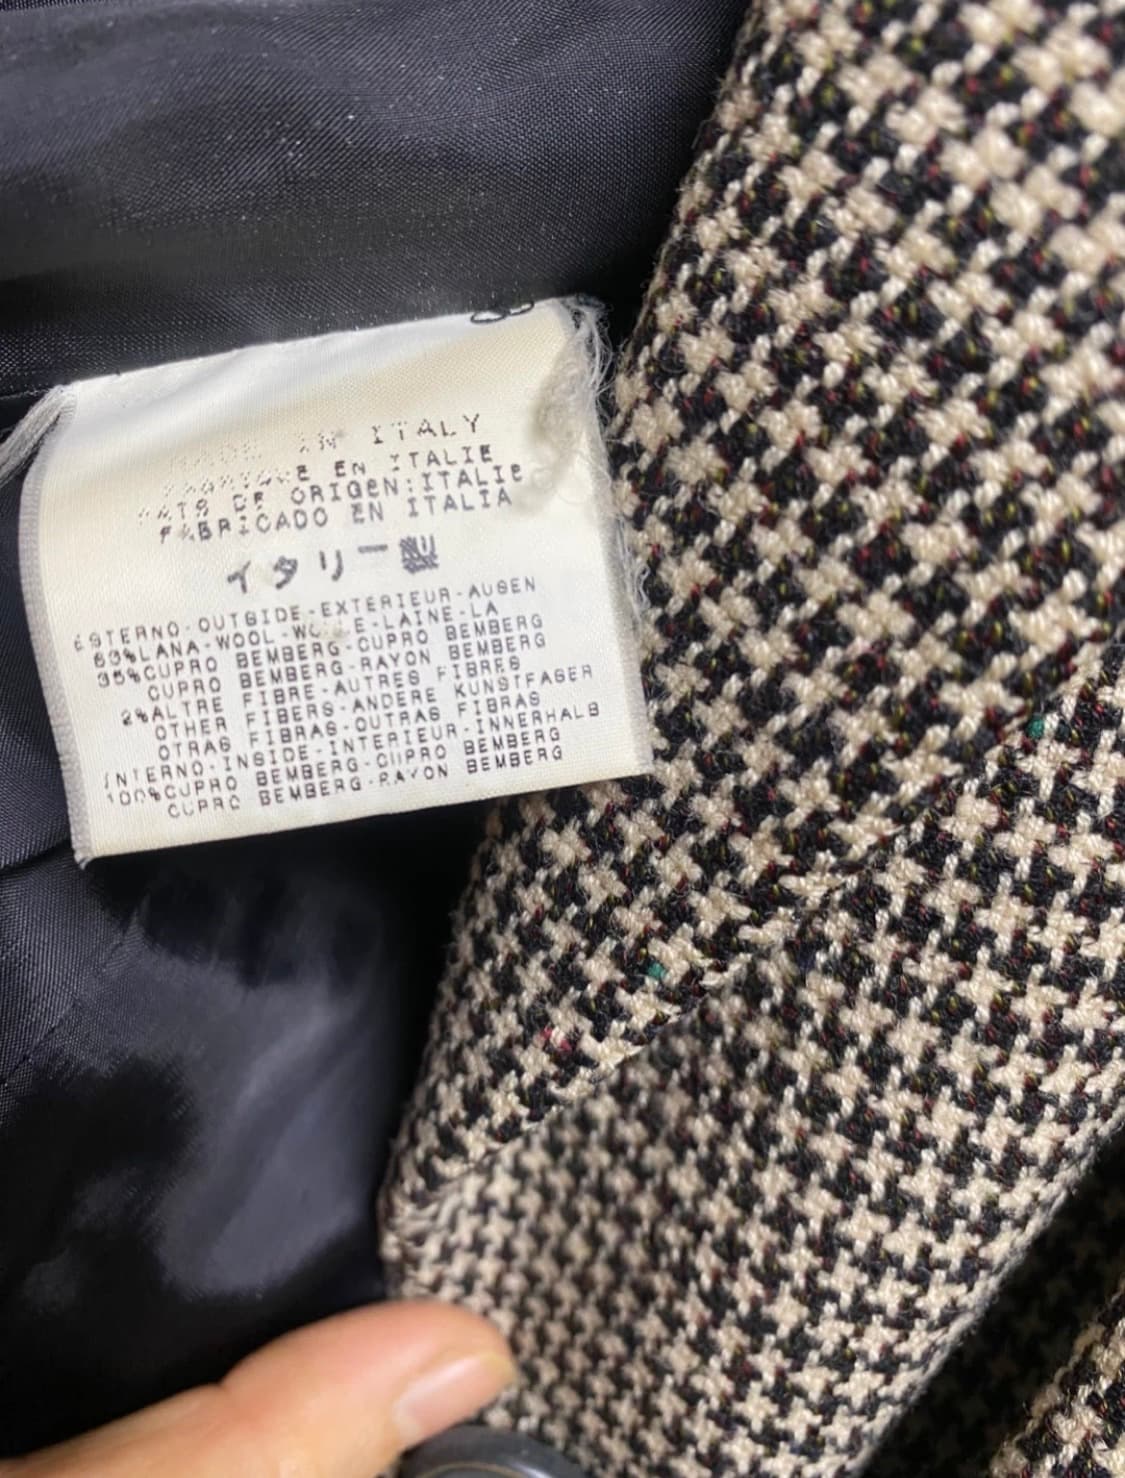 MADE IN ITALY
EN ITALIE
DE ORIGEN:ITALIE
FABRICADO EN ITALIA
イタリー製
ESTERNO-OUTSIDE-EXTERIEUR-AUSEN
63%LANA-WOOL-WOLLE-LAINE-LA
35%CUPRO BEMBERG-CUPRO BEMBERG
CUPRO BEMBERG-RAYON BEMBERG
2%ALTRE FIBRE-AUTRES FIBRES
OTHER FIBERS-ANDERE KUNSTFASER
OTRAS FIBRAS-OUTRAS FIBRAS
INTERNO-INSIDE-INTERIEUR-INNERHALB
100%CUPRO BEMBERG-CUPRO BEMBERG
CUPRO BEMBERG-RAYON BEMBERG